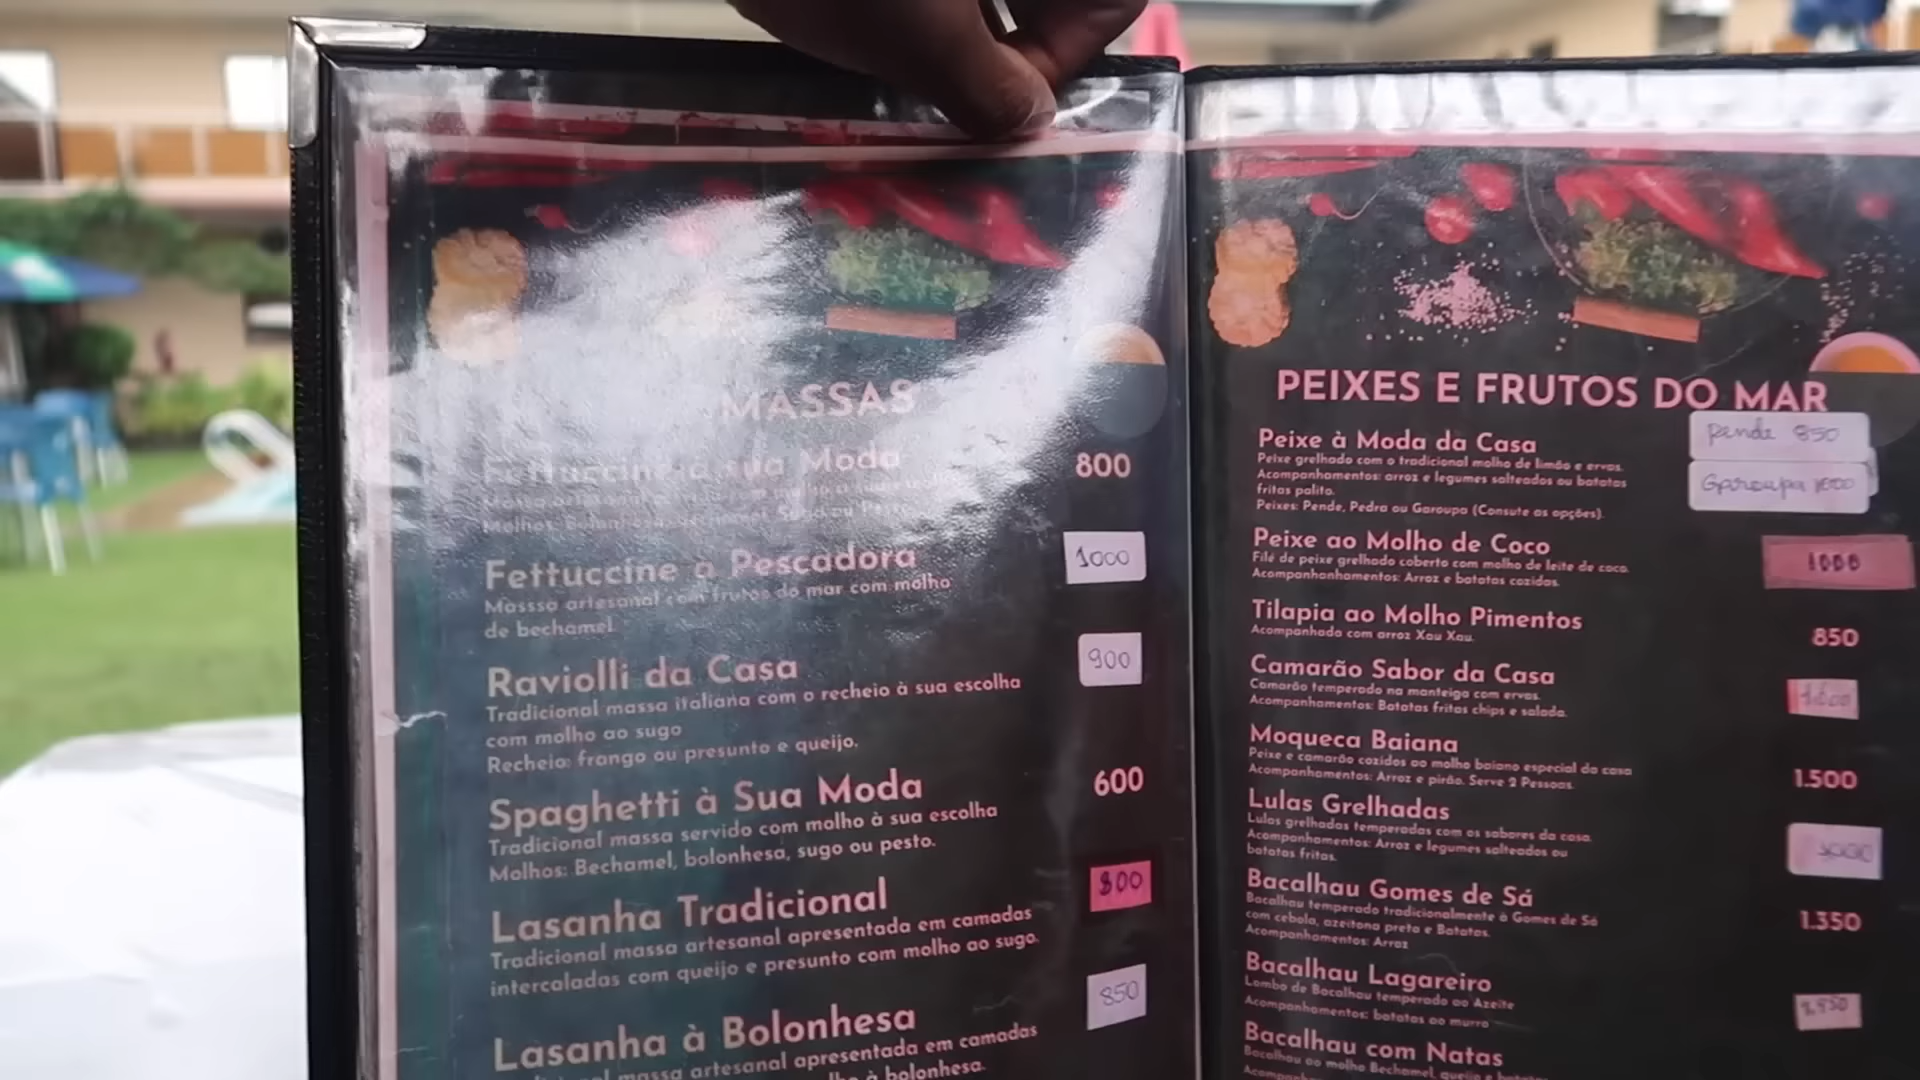 MASSAS
Sua Moda 800
Molhos: Bolonhesa,
Fettuccine a Pescadora 1000
Masssa artesanal com frutos do mar com molho
de bechamel
Raviolli da Casa 900
Tradicional massa italiana com o recheio à sua escolha
com molho ao sugo
Recheio: frango ou presunto e queijo.
Spaghetti à Sua Moda 600
Tradicional massa servido com molho à sua escolha
Molhos: Bechamel, bolonhesa, sugo ou pesto.
Lasanha Tradicional 800
Tradicional massa artesanal apresentada em camadas
intercaladas com queijo e presunto com molho ao sugo.
Lasanha à Bolonhesa 850
massa artesanal apresentada em camadas
à bolonhesa.
PEIXES E FRUTOS DO MAR
Peixe à Moda da Casa Pende 850
Peixe grelhado com o tradicional molho de limão e ervas.
Acompanhamentos: arroz e legumes salteados ou batatas
fritas palito. Garoupa 1000
Peixes: Pende, Pedra ou Garoupa (Consute as opções).
Peixe ao Molho de Coco 1000
Filé de peixe grelhado coberto com molho de leite de coco.
Acompanhanhamentos: Arroz e batatas cozidas.
Tilapia ao Molho Pimentos 850
Acompanhada com arroz Xau Xau.
Camarão Sabor da Casa
Camarão temperado na manteiga com ervas.
Acompanhamentos: Batatas fritas chips e salada.
Moqueca Baiana 1.500
Peixe e camarão cozidos ao molho baiano especial da casa
Acompanhamentos: Arroz e pirão. Serve 2 Pessoas.
Lulas Grelhadas
Lulas grelhadas temperadas com os sabores da casa.
Acompanhamentos: Arroz e legumes salteados ou
batatas fritas.
Bacalhau Gomes de Sá 1.350
Bacalhau temperado tradicionalmente à Gomes de Sá
com cebola, azeitona preta e Batatas.
Acompanhamentos: Arroz
Bacalhau Lagareiro
Lombo de Bacalhau temperado ao Azeite
Acompanhamentos: batatas ao murro
Bacalhau com Natas
Bacalhau ao molho Bechamel, queijo e